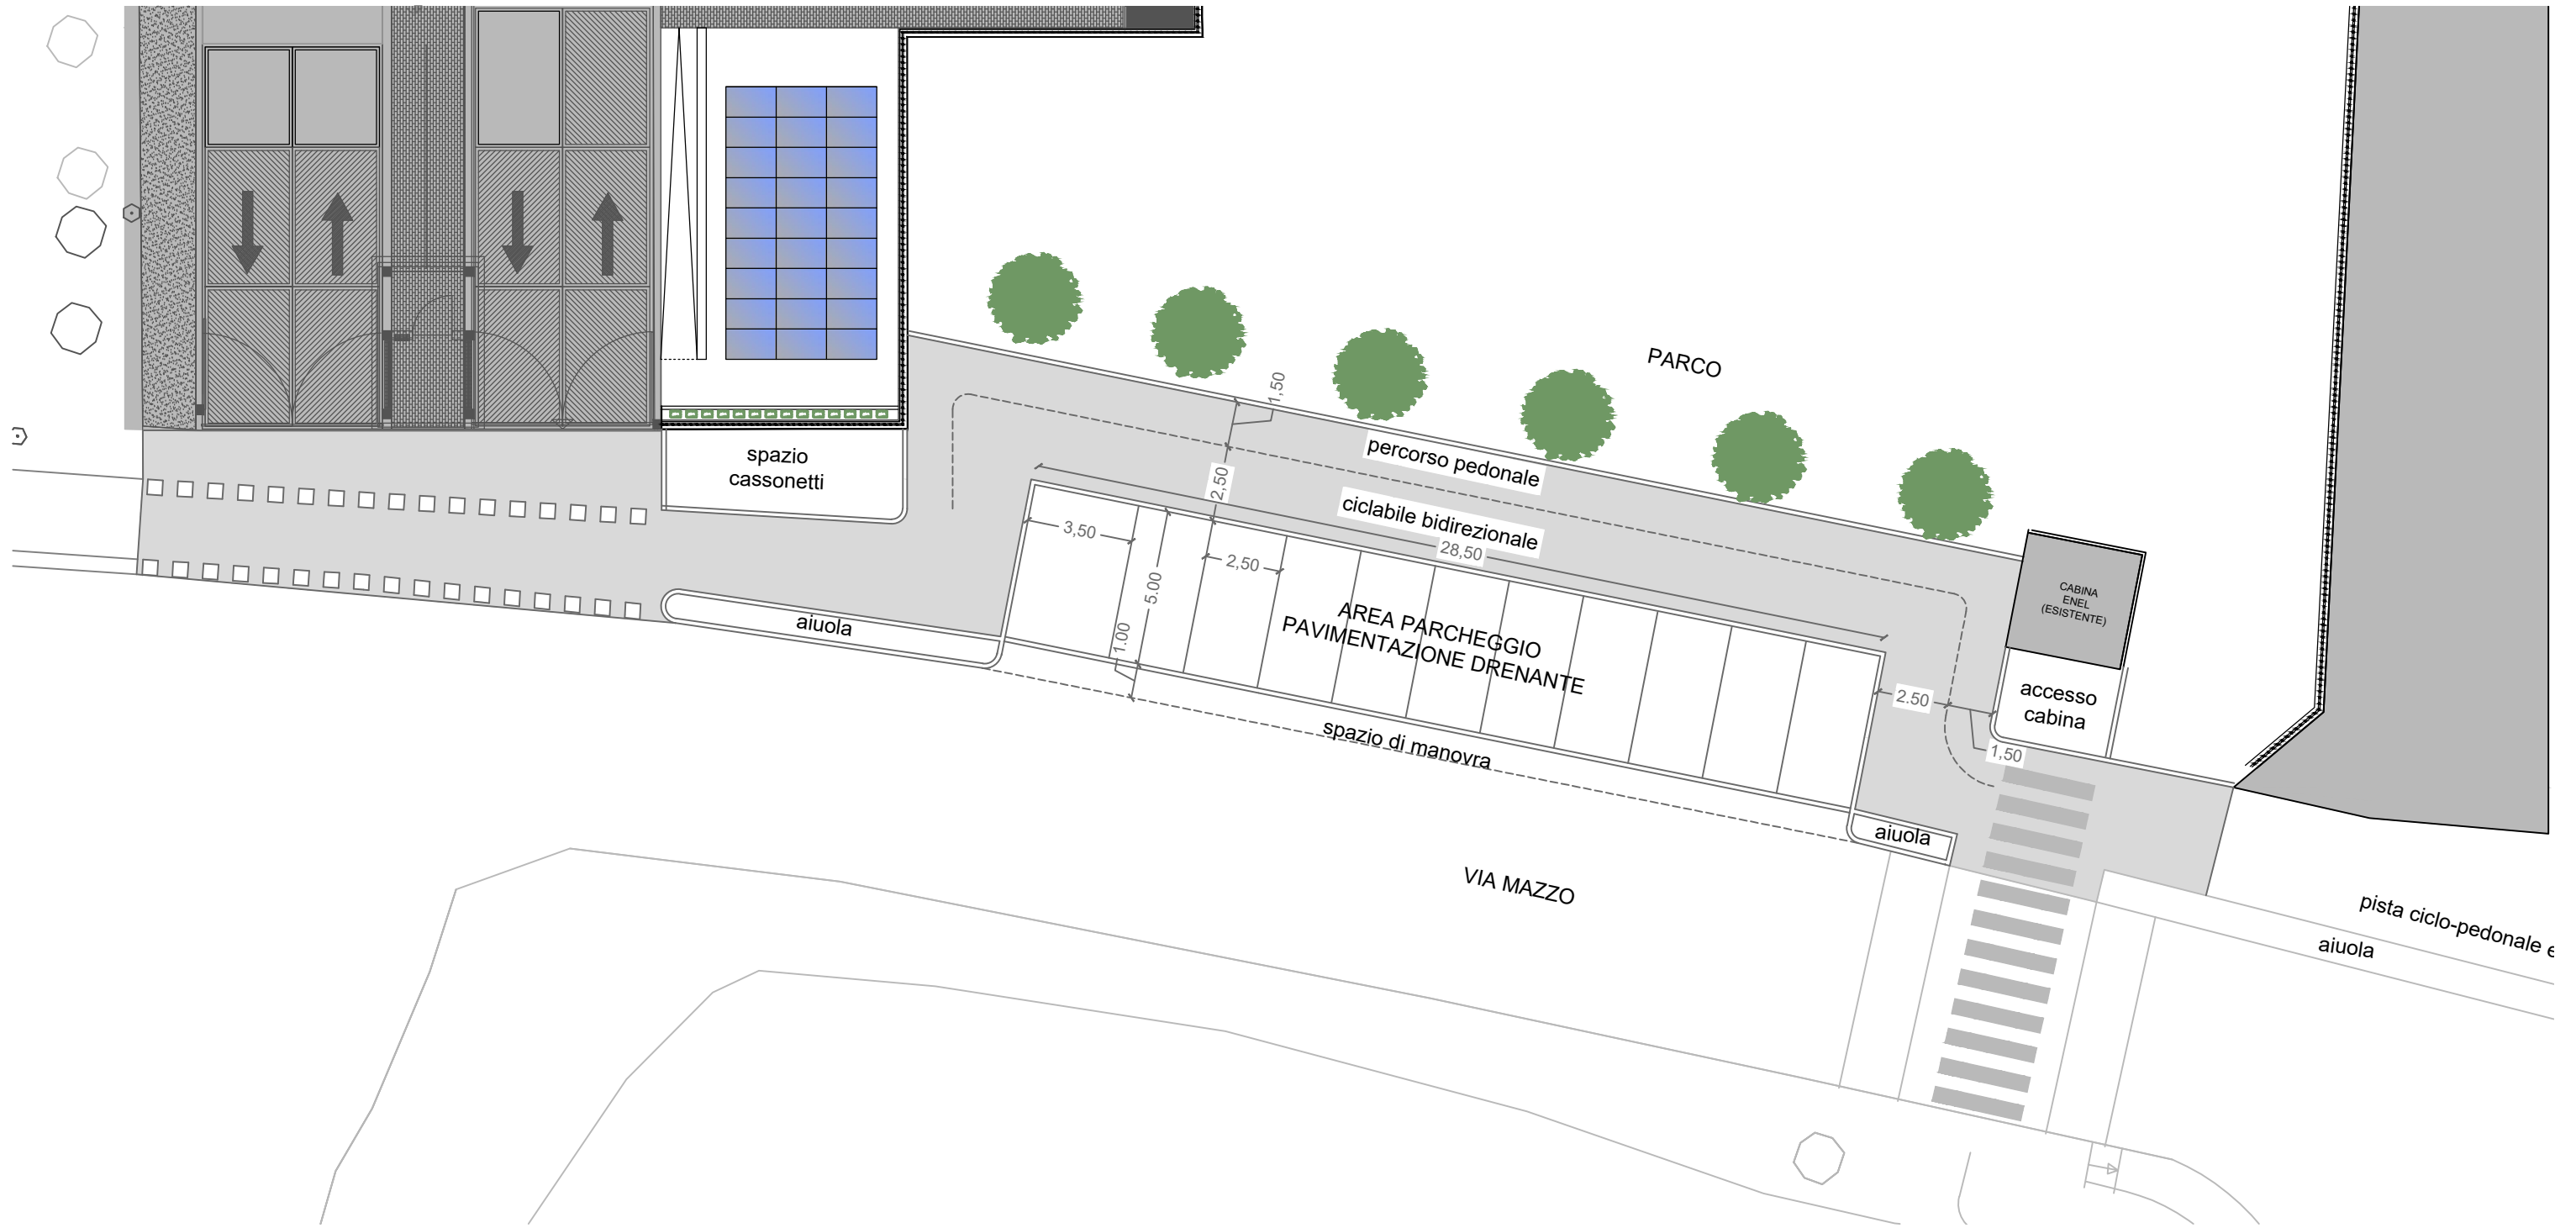 PARCO
1,50
percorso pedonale
spazio
cassonetti
2,50
ciclabile bidirezionale
28,50
3,50
2,50
5.00
1.00
AREA PARCHEGGIO
PAVIMENTAZIONE DRENANTE
CABINA
ENEL
(ESISTENTE)
aiuola
accesso
cabina
2.50
1,50
spazio di manovra
aiuola
VIA MAZZO
pista ciclo-pedonale e
aiuola